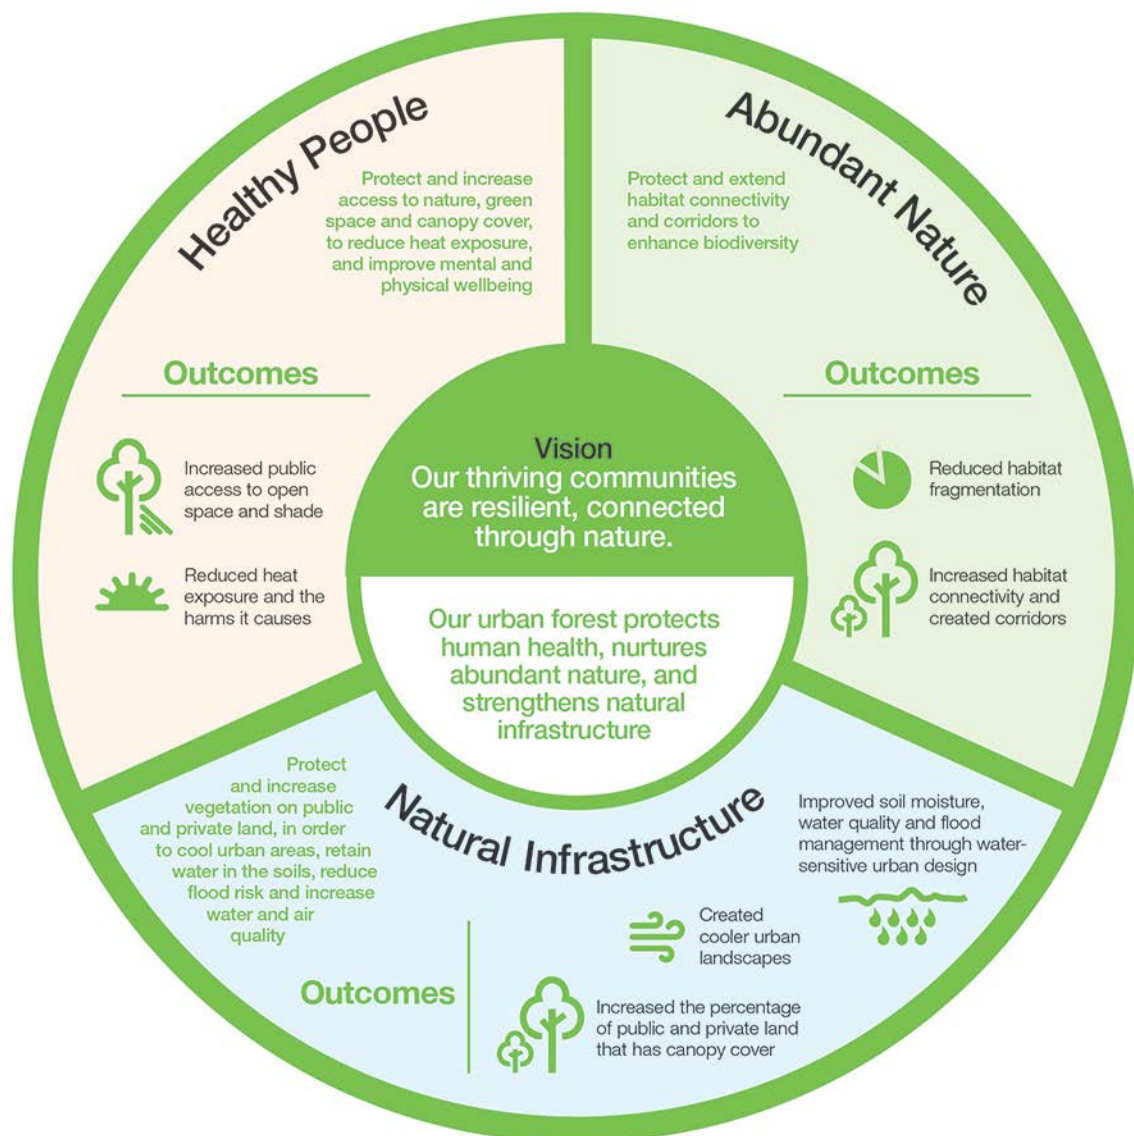 Healthy People
Protect and increase
access to nature, green
space and canopy cover,
to reduce heat exposure,
and improve mental and
physical wellbeing
Outcomes
Increased public
access to open
space and shade
Reduced heat
exposure and the
harms it causes
Abundant Nature
Protect and extend
habitat connectivity
and corridors to
enhance biodiversity
Outcomes
Reduced habitat
fragmentation
Increased habitat
connectivity and
created corridors
Vision
Our thriving communities
are resilient, connected
through nature.
Our urban forest protects
human health, nurtures
abundant nature, and
strengthens natural
infrastructure
Natural Infrastructure
Protect
and increase
vegetation on public
and private land, in order
to cool urban areas, retain
water in the soils, reduce
flood risk and increase
water and air
quality
Outcomes
Improved soil moisture,
water quality and flood
management through water-
sensitive urban design
Created
cooler urban
landscapes
Increased the percentage
of public and private land
that has canopy cover